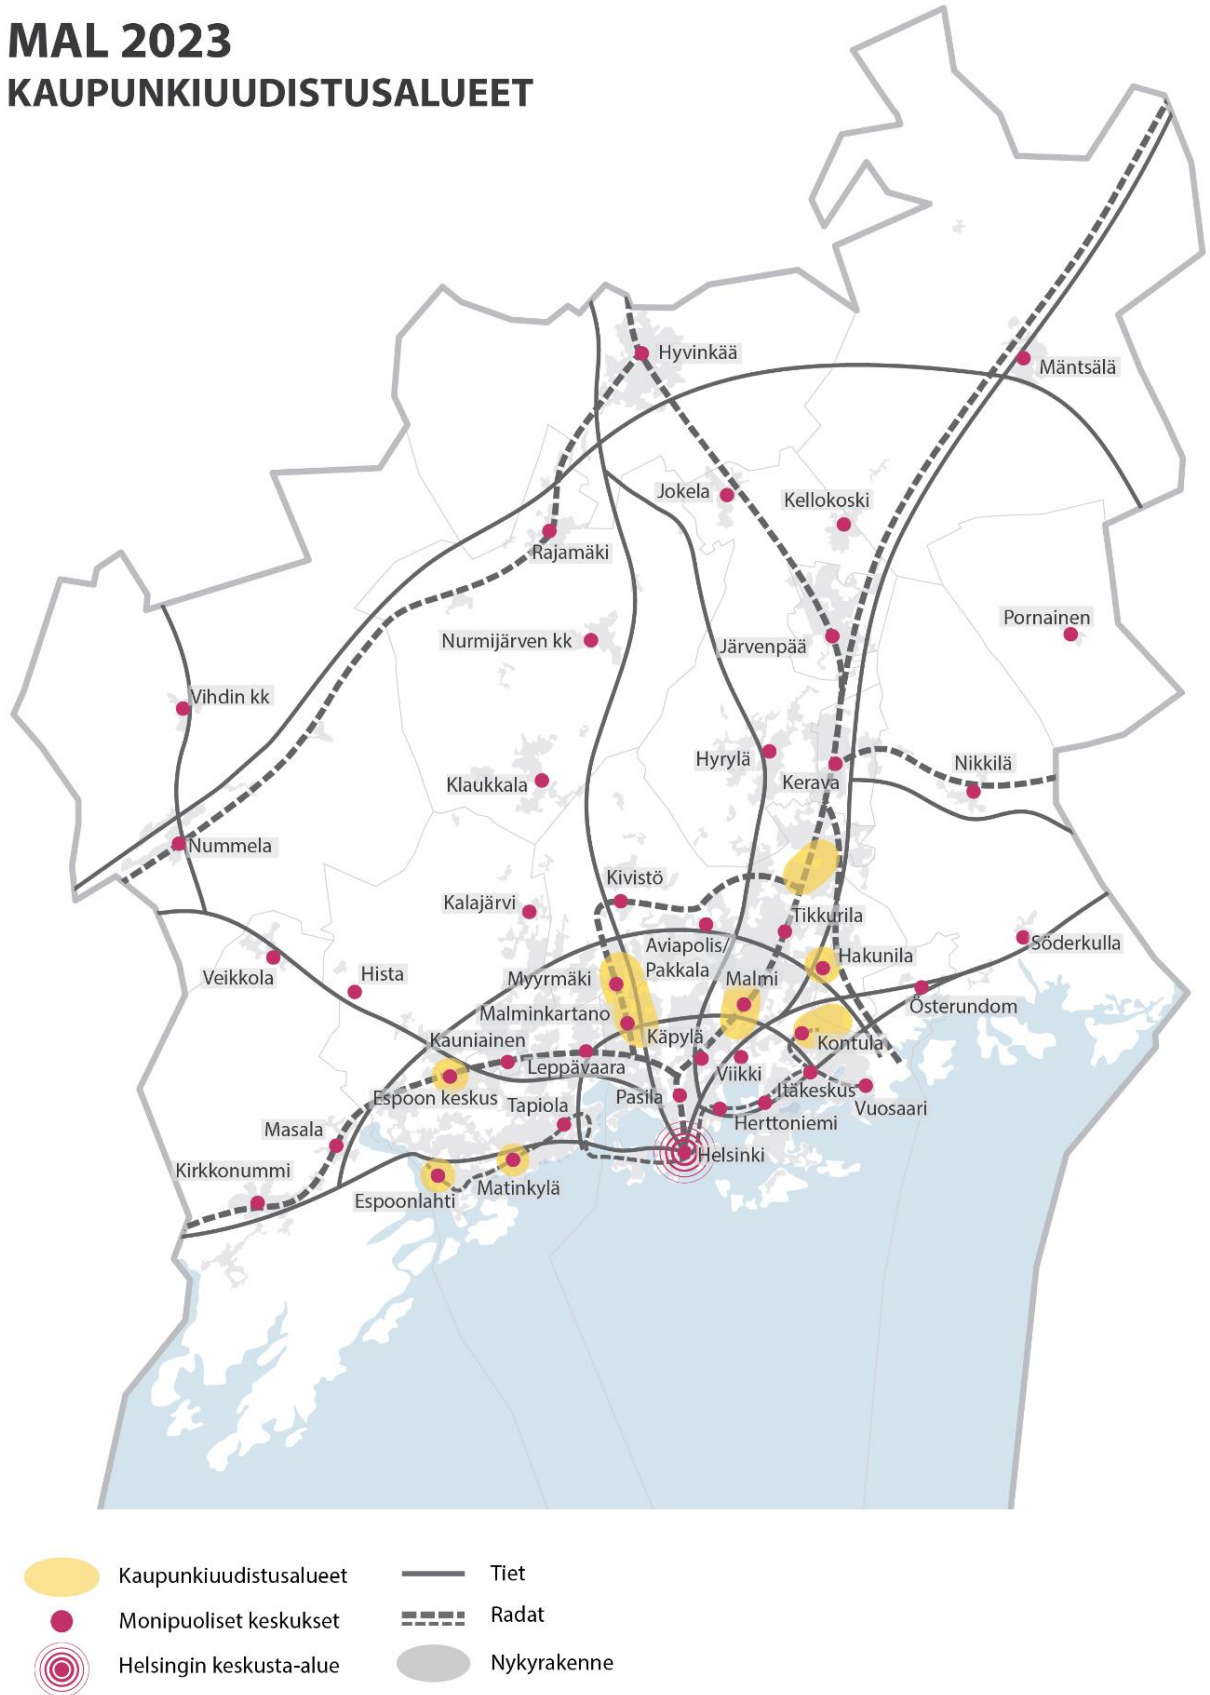 MAL 2023
KAUPUNKIUUDISTUSALUEET
Hyvinkää
Mäntsälä
Jokela
Kellokoski
Rajamäki
Pornainen
Nurmijärven kk
Järvenpää
Vihdin kk
Hyrylä
Nikkilä
Klaukkala
Kerava
Nummela
Kivistö
Kalajärvi
Tikkurila
Söderkulla
Aviapolis/
Pakkala
Hakunila
Veikkola
Hista
Myyrmäki
Malmi
Östersundom
Malminkartano
Käpylä
Kontula
Kauniainen
Leppävaara
Viikki
Itäkeskus
Espoon keskus
Pasila
Vuosaari
Tapiola
Herttoniemi
Masala
Helsinki
Kirkkonummi
Matinkylä
Espoonlahti
Kaupunkiuudistusalueet
Monipuoliset keskukset
Helsingin keskusta-alue
Tiet
Radat
Nykyrakenne